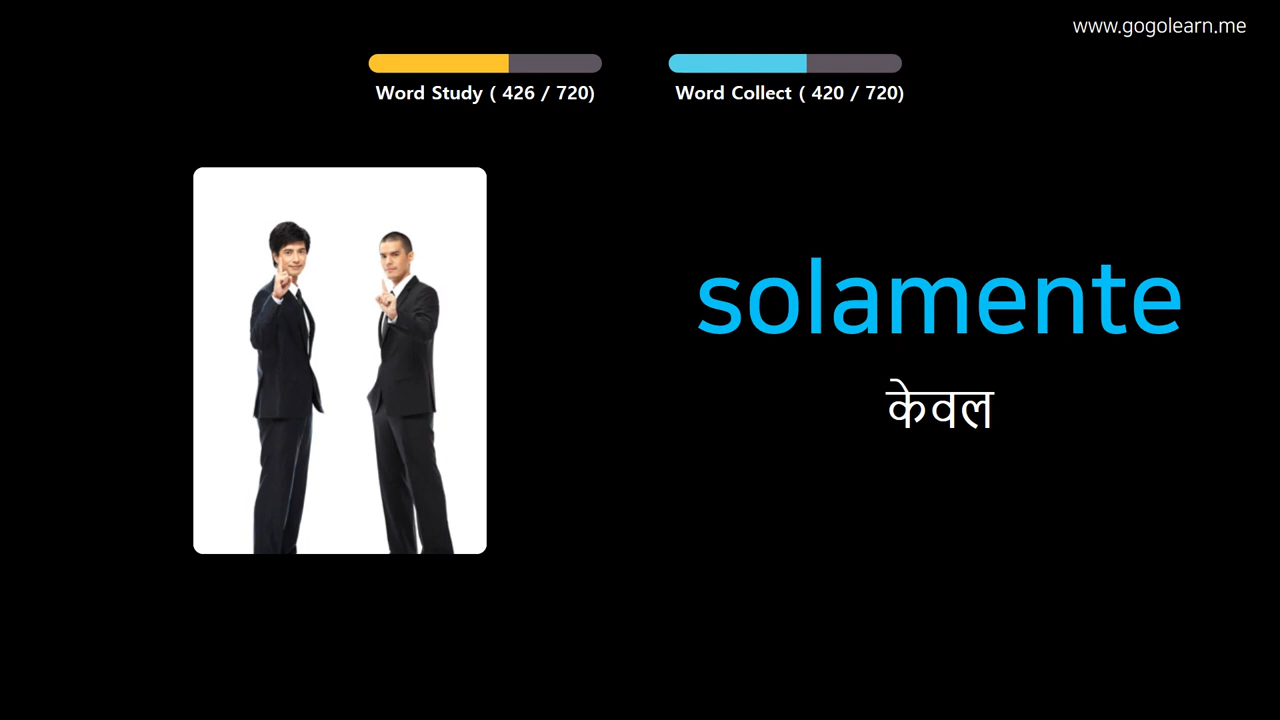 www.gogolearn.me
Word Study ( 426 / 720)
Word Collect ( 420 / 720)
solamente
केवल